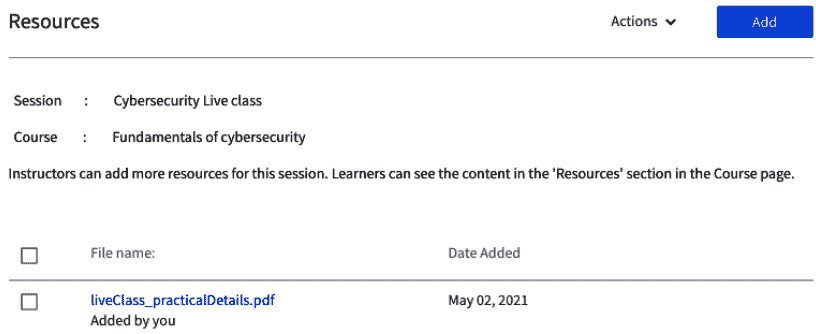 Resources Actions Add
Session : Cybersecurity Live class
Course : Fundamentals of cybersecurity
Instructors can add more resources for this session. Learners can see the content in the 'Resources' section in the Course page.
File name: Date Added
liveClass_practicalDetails.pdf May 02, 2021
Added by you